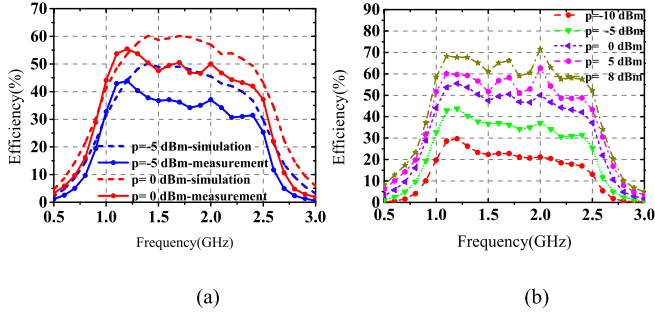 (a)
70
60
50
40
30
20
10
0
Efficiency(%)
p=-5 dBm-simulation
p=-5 dBm-measurement
p= 0 dBm-simulation
p= 0 dBm-measurement
0.5 1.0 1.5 2.0 2.5 3.0
Frequency(GHz)
(a)
90
80
70
60
50
40
30
20
10
0
Efficiency(%)
p=-10 dBm
p= -5 dBm
p= 0 dBm
p= 5 dBm
p= 8 dBm
(b)
0.5 1.0 1.5 2.0 2.5 3.0
Frequency(GHz)
(b)